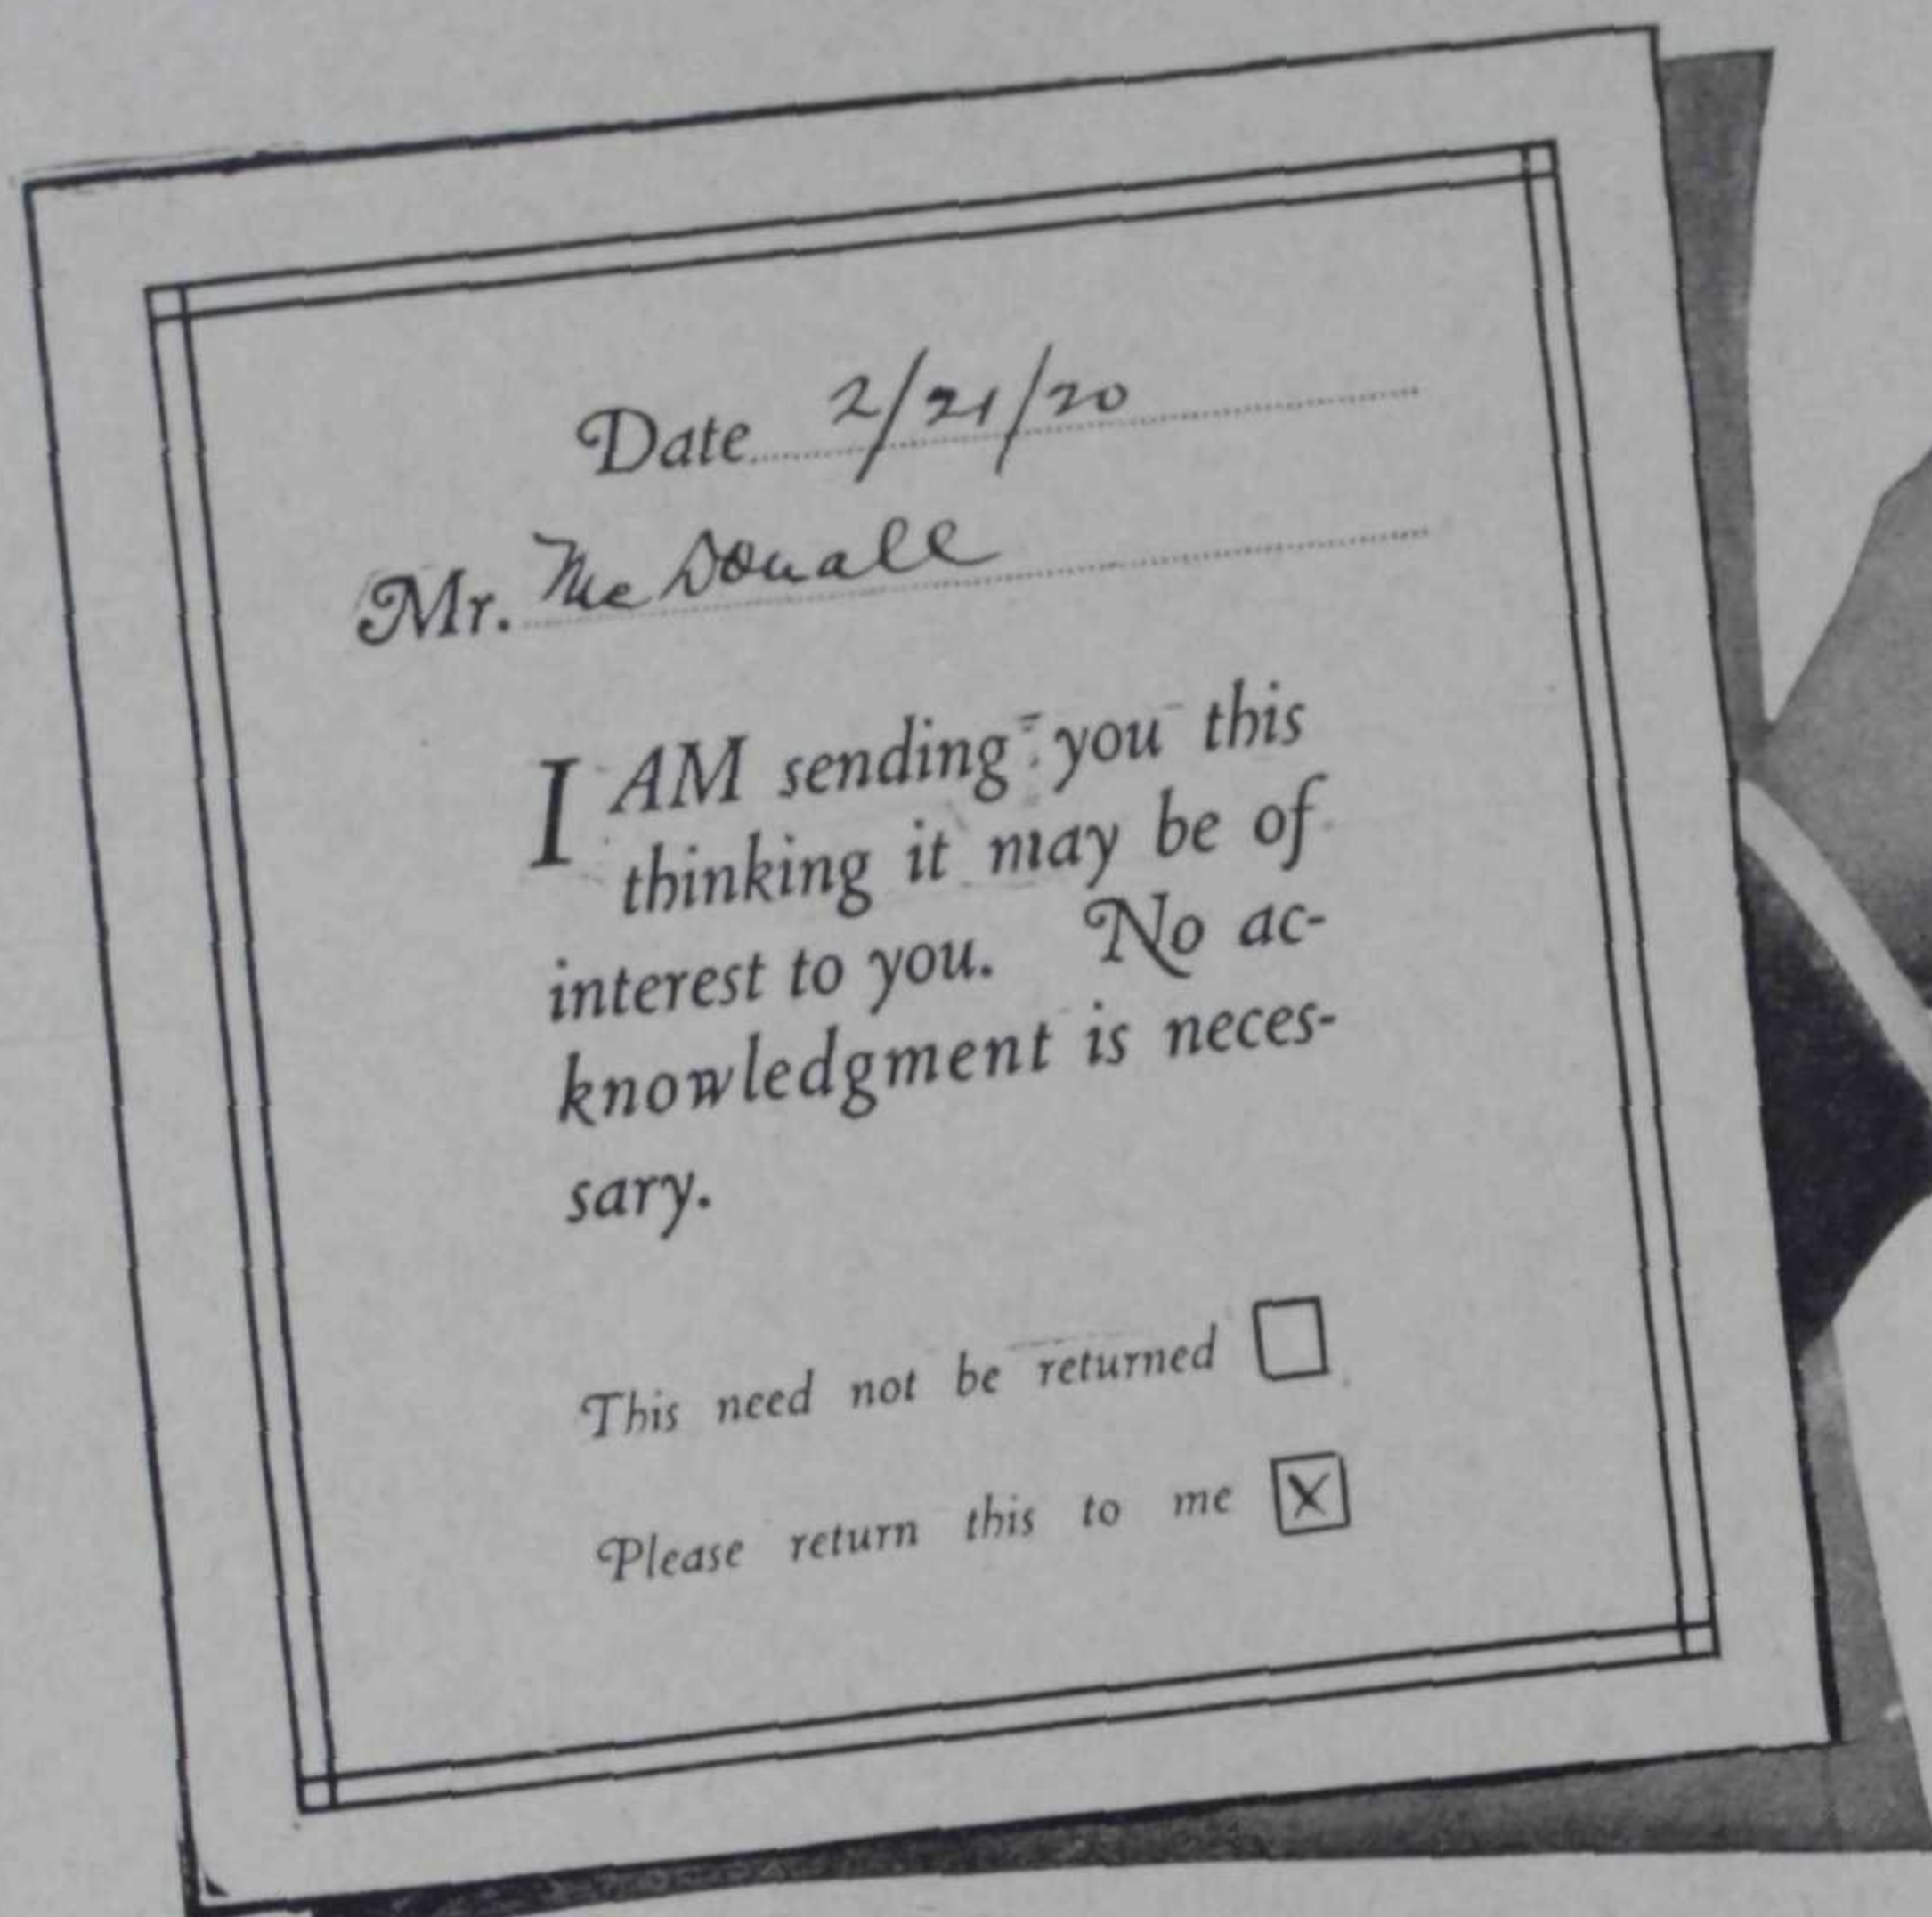 Date 2/21/20
Mr. McDonall
I AM sending you this
thinking it may be of
interest to you. No ac-
knowledgment is neces-
sary.
This need not be returned
Please return this to me X